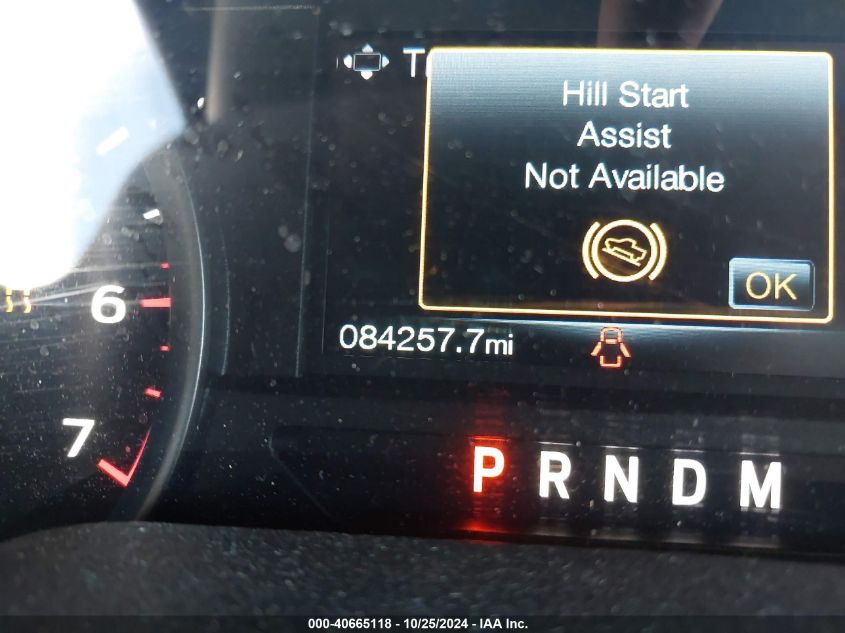 Hill Start
Assist
Not Available
OK
6
084257.7mi
7
P R N D M
000-40665118 - 10/25/2024 - IAA Inc.